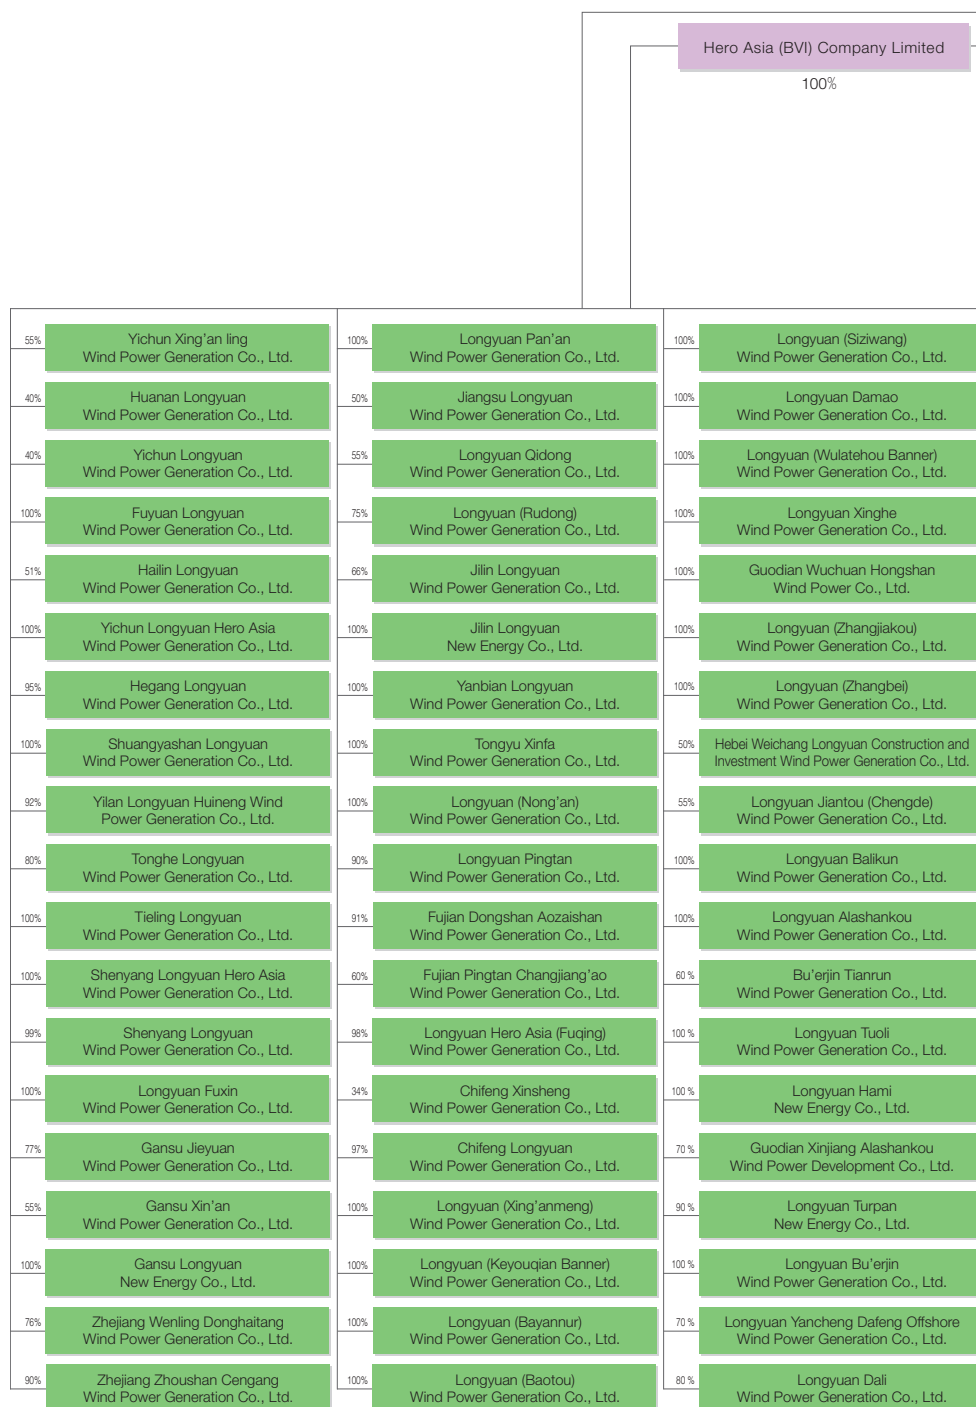 Hero Asia (BVI) Company Limited
100%
55%
Yichun Xing'an ling
Wind Power Generation Co., Ltd.
40%
Huanan Longyuan
Wind Power Generation Co., Ltd.
40%
Yichun Longyuan
Wind Power Generation Co., Ltd.
100%
Fuyuan Longyuan
Wind Power Generation Co., Ltd.
51%
Hailin Longyuan
Wind Power Generation Co., Ltd.
100%
Yichun Longyuan Hero Asia
Wind Power Generation Co., Ltd.
95%
Hegang Longyuan
Wind Power Generation Co., Ltd.
100%
Shuangyashan Longyuan
Wind Power Generation Co., Ltd.
92%
Yilan Longyuan Huineng Wind
Power Generation Co., Ltd.
80%
Tonghe Longyuan
Wind Power Generation Co., Ltd.
100%
Tieling Longyuan
Wind Power Generation Co., Ltd.
100%
Shenyang Longyuan Hero Asia
Wind Power Generation Co., Ltd.
99%
Shenyang Longyuan
Wind Power Generation Co., Ltd.
100%
Longyuan Fuxin
Wind Power Generation Co., Ltd.
77%
Gansu Jieyuan
Wind Power Generation Co., Ltd.
55%
Gansu Xin'an
Wind Power Generation Co., Ltd.
100%
Gansu Longyuan
New Energy Co., Ltd.
76%
Zhejiang Wenling Donghaitang
Wind Power Generation Co., Ltd.
90%
Zhejiang Zhoushan Cengang
Wind Power Generation Co., Ltd.
100%
Longyuan Pan'an
Wind Power Generation Co., Ltd.
50%
Jiangsu Longyuan
Wind Power Generation Co., Ltd.
55%
Longyuan Qidong
Wind Power Generation Co., Ltd.
75%
Longyuan (Rudong)
Wind Power Generation Co., Ltd.
66%
Jilin Longyuan
Wind Power Generation Co., Ltd.
100%
Jilin Longyuan
New Energy Co., Ltd.
100%
Yanbian Longyuan
Wind Power Generation Co., Ltd.
100%
Tongyu Xinfa
Wind Power Generation Co., Ltd.
100%
Longyuan (Nong'an)
Wind Power Generation Co., Ltd.
90%
Longyuan Pingtan
Wind Power Generation Co., Ltd.
91%
Fujian Dongshan Aozaishan
Wind Power Generation Co., Ltd.
60%
Fujian Pingtan Changjiang'ao
Wind Power Generation Co., Ltd.
98%
Longyuan Hero Asia (Fuqing)
Wind Power Generation Co., Ltd.
34%
Chifeng Xinsheng
Wind Power Generation Co., Ltd.
97%
Chifeng Longyuan
Wind Power Generation Co., Ltd.
100%
Longyuan (Xing'anmeng)
Wind Power Generation Co., Ltd.
100%
Longyuan (Keyouqian Banner)
Wind Power Generation Co., Ltd.
100%
Longyuan (Bayannur)
Wind Power Generation Co., Ltd.
100%
Longyuan (Baotou)
Wind Power Generation Co., Ltd.
100%
Longyuan (Siziwang)
Wind Power Generation Co., Ltd.
100%
Longyuan Damao
Wind Power Generation Co., Ltd.
100%
Longyuan (Wulatehou Banner)
Wind Power Generation Co., Ltd.
100%
Longyuan Xinghe
Wind Power Generation Co., Ltd.
100%
Guodian Wuchuan Hongshan
Wind Power Co., Ltd.
100%
Longyuan (Zhangjiakou)
Wind Power Generation Co., Ltd.
100%
Longyuan (Zhangbei)
Wind Power Generation Co., Ltd.
50%
Hebei Weichang Longyuan Construction and
Investment Wind Power Generation Co., Ltd.
55%
Longyuan Jiantou (Chengde)
Wind Power Generation Co., Ltd.
100%
Longyuan Balikun
Wind Power Generation Co., Ltd.
100%
Longyuan Alashankou
Wind Power Generation Co., Ltd.
60 %
Bu'erjin Tianrun
Wind Power Generation Co., Ltd.
100 %
Longyuan Tuoli
Wind Power Generation Co., Ltd.
100 %
Longyuan Hami
New Energy Co., Ltd.
70 %
Guodian Xinjiang Alashankou
Wind Power Development Co., Ltd.
90 %
Longyuan Turpan
New Energy Co., Ltd.
100 %
Longyuan Bu'erjin
Wind Power Generation Co., Ltd.
70 %
Longyuan Yancheng Dafeng Offshore
Wind Power Generation Co., Ltd.
80 %
Longyuan Dali
Wind Power Generation Co., Ltd.